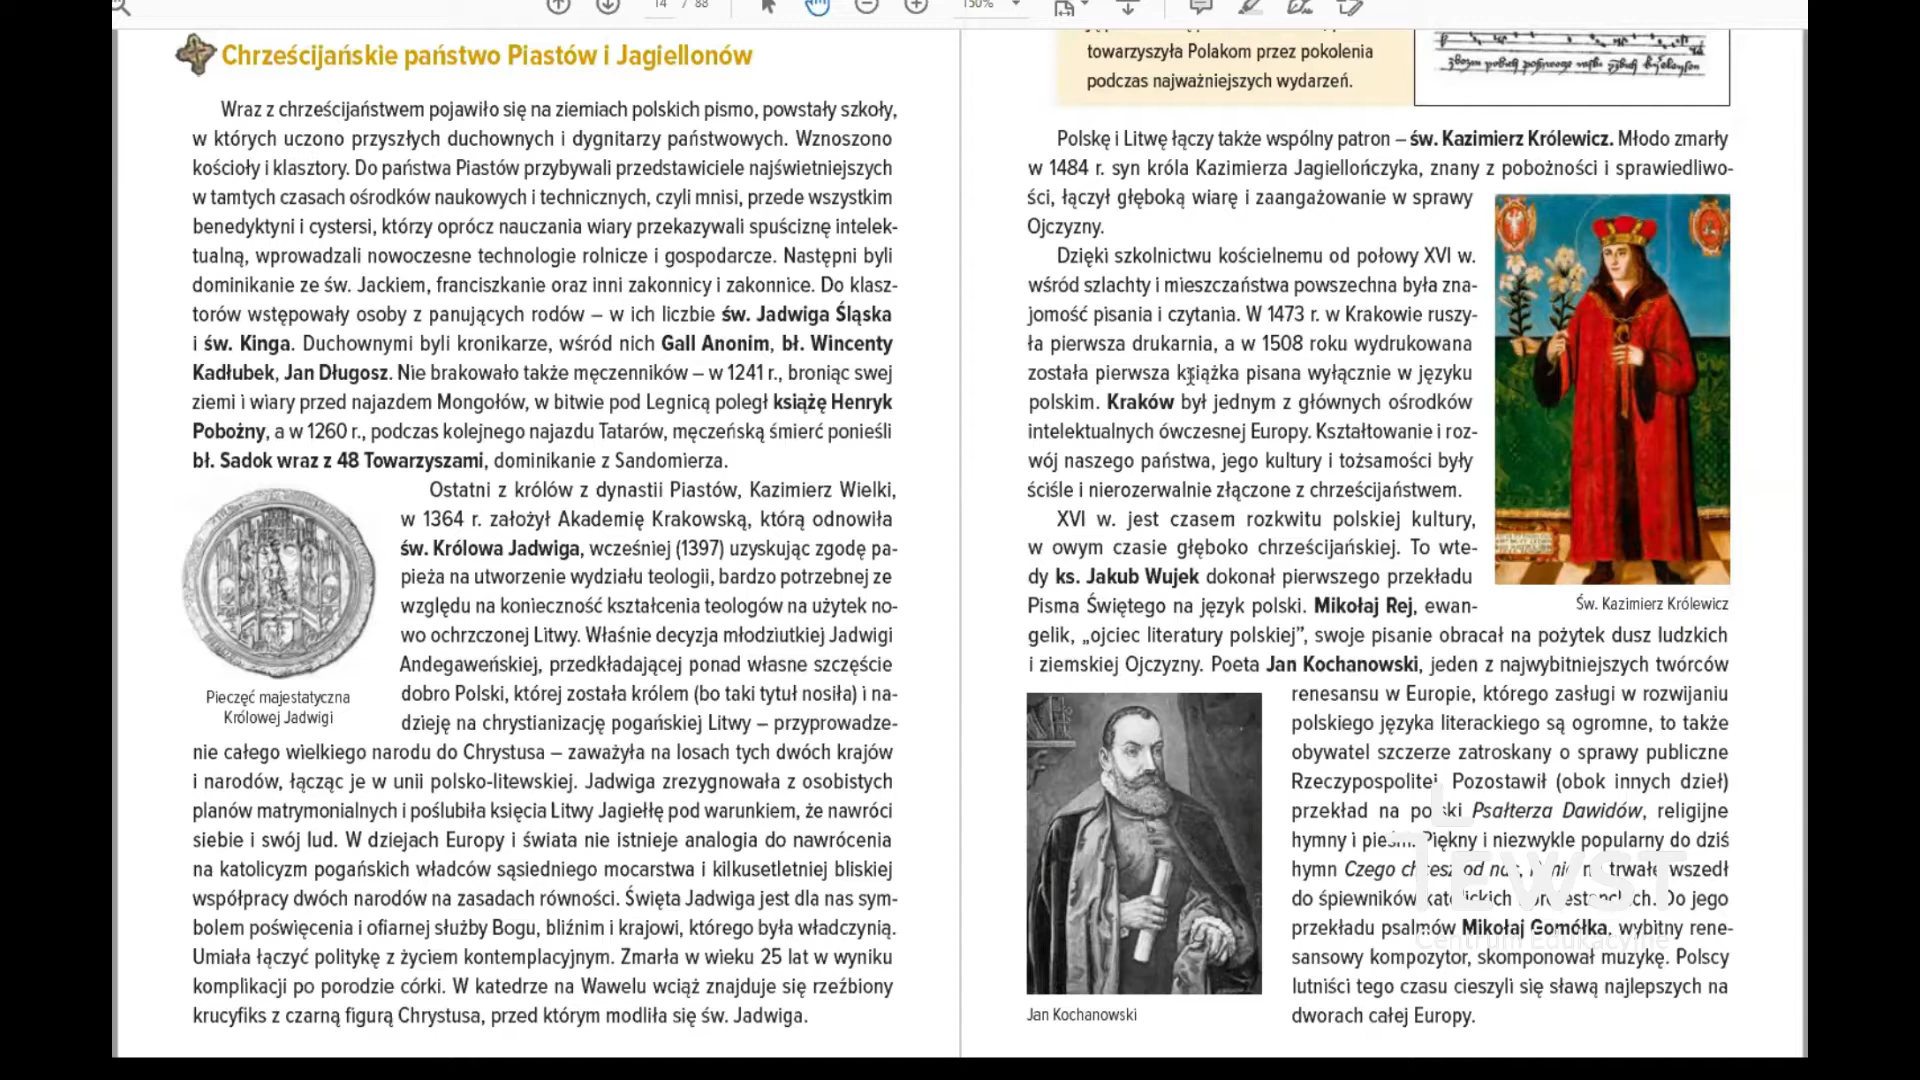 14 / 88
150%
Chrześcijańskie państwo Piastów i Jagiellonów
Wraz z chrześcijaństwem pojawiło się na ziemiach polskich pismo, powstały szkoły,
w których uczono przyszłych duchownych i dygnitarzy państwowych. Wznoszono
kościoły i klasztory. Do państwa Piastów przybywali przedstawiciele najświetniejszych
w tamtych czasach ośrodków naukowych i technicznych, czyli mnisi, przede wszystkim
benedyktyni i cystersi, którzy oprócz nauczania wiary przekazywali spuściznę intelek-
tualną, wprowadzali nowoczesne technologie rolnicze i gospodarcze. Następni byli
dominikanie ze św. Jackiem, franciszkanie oraz inni zakonnicy i zakonnice. Do klasz-
torów wstępowały osoby z panujących rodów – w ich liczbie św. Jadwiga Śląska
i św. Kinga. Duchownymi byli kronikarze, wśród nich Gall Anonim, bł. Wincenty
Kadłubek, Jan Długosz. Nie brakowało także męczenników – w 1241 r., broniąc swej
ziemi i wiary przed najazdem Mongołów, w bitwie pod Legnicą poległ książę Henryk
Pobożny, a w 1260 r., podczas kolejnego najazdu Tatarów, męczeńską śmierć ponieśli
bł. Sadok wraz z 48 Towarzyszami, dominikanie z Sandomierza.
Ostatni z królów z dynastii Piastów, Kazimierz Wielki,
w 1364 r. założył Akademię Krakowską, którą odnowiła
św. Królowa Jadwiga, wcześniej (1397) uzyskując zgodę pa-
pieża na utworzenie wydziału teologii, bardzo potrzebnej ze
względu na konieczność kształcenia teologów na użytek no-
wo ochrzczonej Litwy. Właśnie decyzja młodziutkiej Jadwigi
Andegaweńskiej, przedkładającej ponad własne szczęście
dobro Polski, której została królem (bo taki tytuł nosiła) i na-
dzieję na chrystianizację pogańskiej Litwy – przyprowadze-
nie całego wielkiego narodu do Chrystusa – zaważyła na losach tych dwóch krajów
i narodów, łącząc je w unii polsko-litewskiej. Jadwiga zrezygnowała z osobistych
planów matrymonialnych i poślubiła księcia Litwy Jagiełłę pod warunkiem, że nawróci
siebie i swój lud. W dziejach Europy i świata nie istnieje analogia do nawrócenia
na katolicyzm pogańskich władców sąsiedniego mocarstwa i kilkusetletniej bliskiej
współpracy dwóch narodów na zasadach równości. Święta Jadwiga jest dla nas sym-
bolem poświęcenia i ofiarnej służby Bogu, bliźnim i krajowi, którego była władczynią.
Umiała łączyć politykę z życiem kontemplacyjnym. Zmarła w wieku 25 lat w wyniku
komplikacji po porodzie córki. W katedrze na Wawelu wciąż znajduje się rzeźbiony
krucyfiks z czarną figurą Chrystusa, przed którym modliła się św. Jadwiga.
Pieczęć majestatyczna
Królowej Jadwigi
towarzyszyła Polakom przez pokolenia
podczas najważniejszych wydarzeń.
Polskę i Litwę łączy także wspólny patron – św. Kazimierz Królewicz. Młodo zmarły
w 1484 r. syn króla Kazimierza Jagiellończyka, znany z pobożności i sprawiedliwo-
ści, łączył głęboką wiarę i zaangażowanie w sprawy
Ojczyzny.
Dzięki szkolnictwu kościelnemu od połowy XVI w.
wśród szlachty i mieszczaństwa powszechna była zna-
jomość pisania i czytania. W 1473 r. w Krakowie ruszy-
ła pierwsza drukarnia, a w 1508 roku wydrukowana
została pierwsza książka pisana wyłącznie w języku
polskim. Kraków był jednym z głównych ośrodków
intelektualnych ówczesnej Europy. Kształtowanie i roz-
wój naszego państwa, jego kultury i tożsamości były
ściśle i nierozerwalnie złączone z chrześcijaństwem.
XVI w. jest czasem rozkwitu polskiej kultury,
w owym czasie głęboko chrześcijańskiej. To wte-
dy ks. Jakub Wujek dokonał pierwszego przekładu
Pisma Świętego na język polski. Mikołaj Rej, ewan-
gelik, „ojciec literatury polskiej”, swoje pisanie obracał na pożytek dusz ludzkich
i ziemskiej Ojczyzny. Poeta Jan Kochanowski, jeden z najwybitniejszych twórców
renesansu w Europie, którego zasługi w rozwijaniu
polskiego języka literackiego są ogromne, to także
obywatel szczerze zatroskany o sprawy publiczne
Rzeczypospolitej. Pozostawił (obok innych dzieł)
przekład na polski Psałterza Dawidów, religijne
hymny i pieśni. Piękny i niezwykle popularny do dziś
hymn Czego chcesz od nas, Panie na trwałe wszedł
do śpiewników katolickich i protestanckich. Do jego
przekładu psalmów Mikołaj Gomółka, wybitny rene-
sansowy kompozytor, skomponował muzykę. Polscy
lutniści tego czasu cieszyli się sławą najlepszych na
dworach całej Europy.
Św. Kazimierz Królewicz
Jan Kochanowski
Centrum Edukacyjne